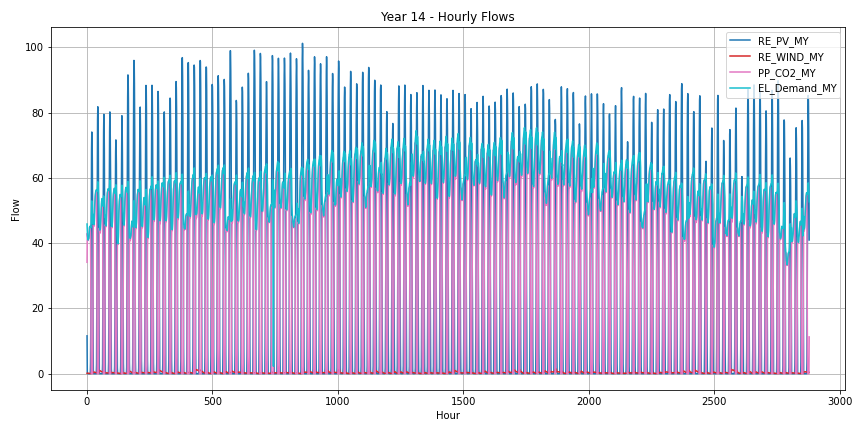 Year 14 - Hourly Flows
RE_PV_MY
RE_WIND_MY
PP_CO2_MY
EL_Demand_MY
100
80
60
40
20
0
Flow
0
500
1000
1500
2000
2500
3000
Hour